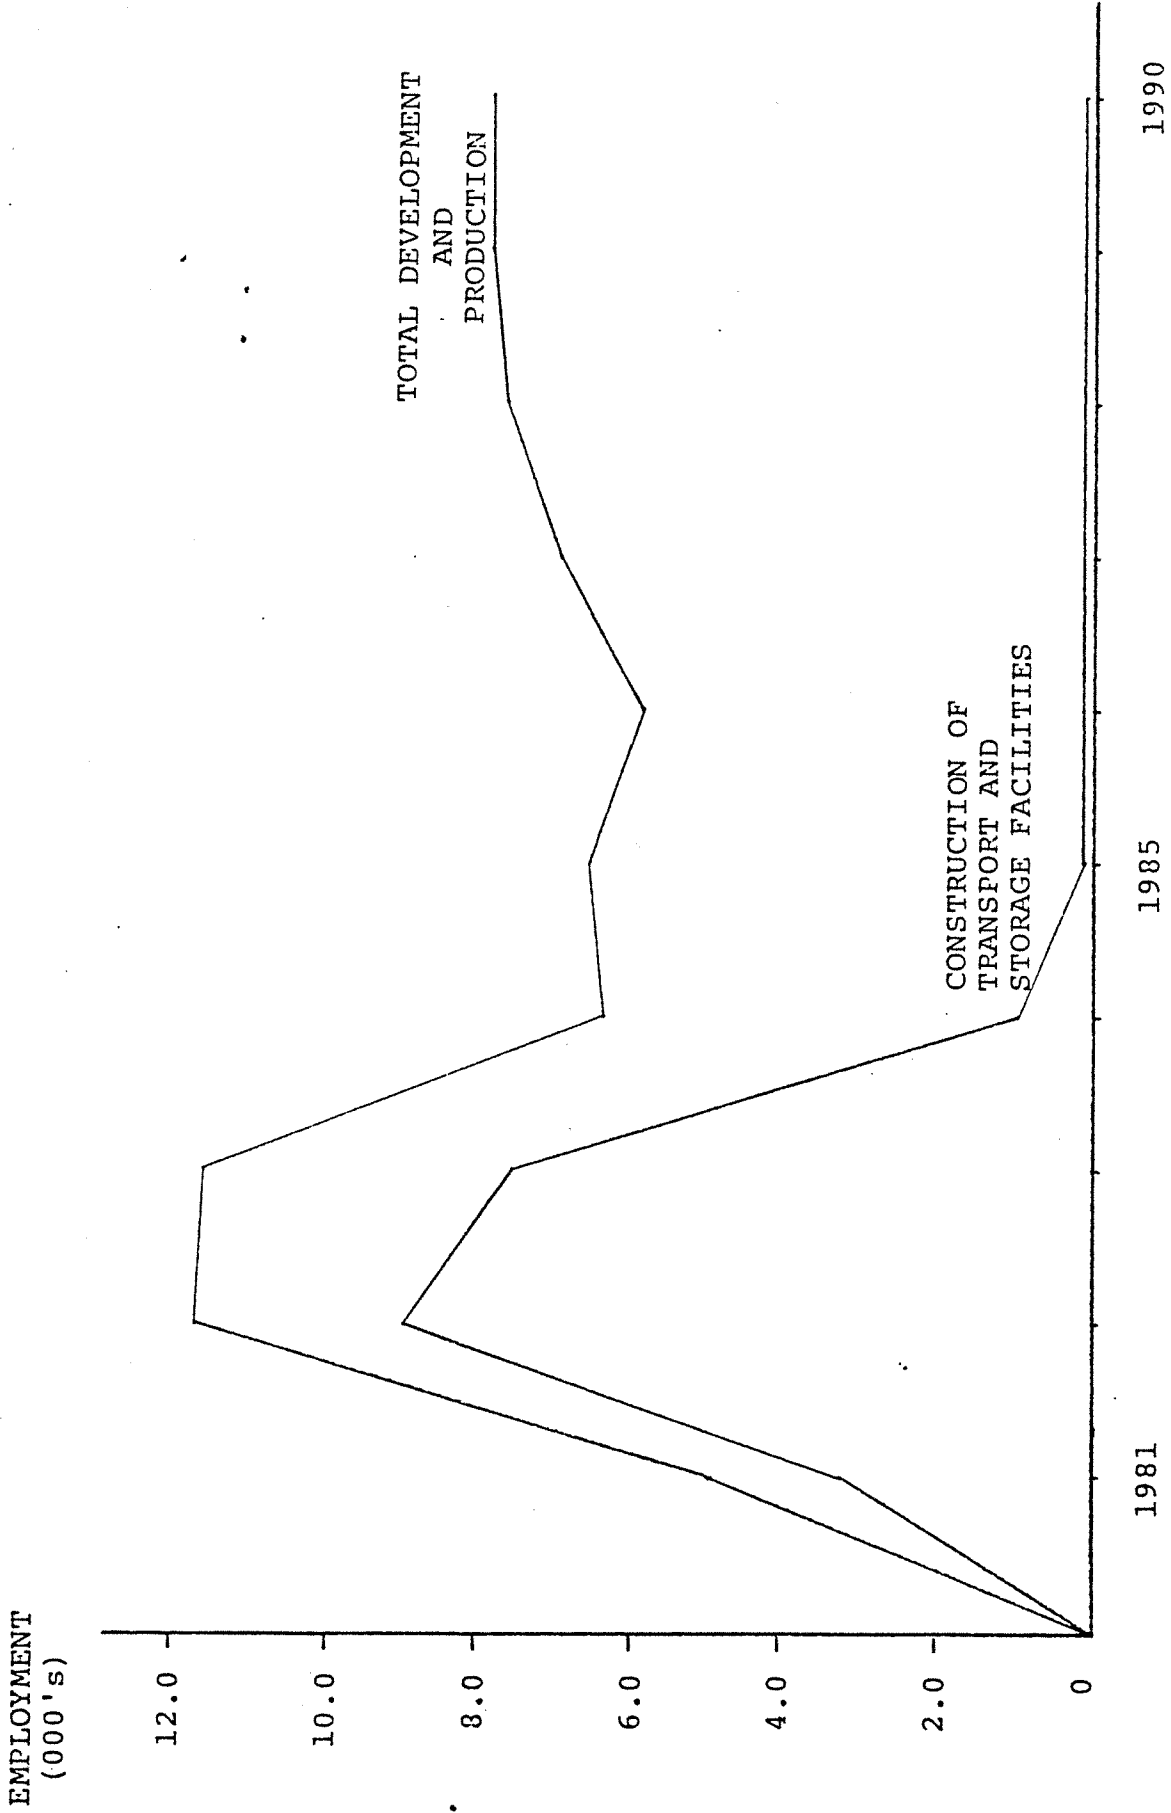 EMPLOYMENT
(000's)
12.0
10.0
8.0
6.0
4.0
2.0
0
TOTAL DEVELOPMENT
AND
PRODUCTION
CONSTRUCTION OF
TRANSPORT AND
STORAGE FACILITIES
1981
1985
1990